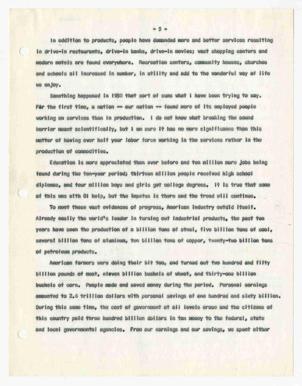 - 5 -
In addition to products, people have demanded more and better services resulting
in drive-in restaurants, drive-in banks, drive-in movies; vast shopping centers and
modern motels are found everywhere. Recreation centers, community houses, churches
and schools all increased in number, in utility and add to the wonderful way of life
we enjoy.
Something happened in 1950 that sort of sums what I have been trying to say.
For the first time, a nation -- our nation -- found more of its employed people
working on services than in production. I do not know what breaking the sound
barrier meant scientifically, but I am sure it has no more significance than this
matter of having over half your labor force working in the services rather in the
production of commodities.
Education is more appreciated than ever before and ten million more jobs being
found during the ten-year period; thirteen million people received high school
diplomas, and four million boys and girls get college degrees. It is true that some
of this was with GI help, but the impetus is there and the trend will continue.
To meet these vast evidences of progress, American industry outdid itself.
Already easily the world's leader in turning out industrial products, the past ten
years have seen the production of a billion tons of steel, five billion tons of coal,
several billion tons of aluminum, ten billion tons of copper, twenty-two billion tons
of petroleum products.
American farmers were doing their bit too, and turned out two hundred and fifty
billion pounds of meat, eleven billion bushels of wheat, and thirty-one billion
bushels of corn. People made and saved money during the period. Personal earnings
amounted to 2.6 trillion dollars with personal savings of one hundred and sixty billion.
During this same time, the cost of government at all levels arose and the citizens of
this country paid three hundred billion dollars in tax money to the federal, state
and local governmental agencies. From our earnings and our savings, we spent either